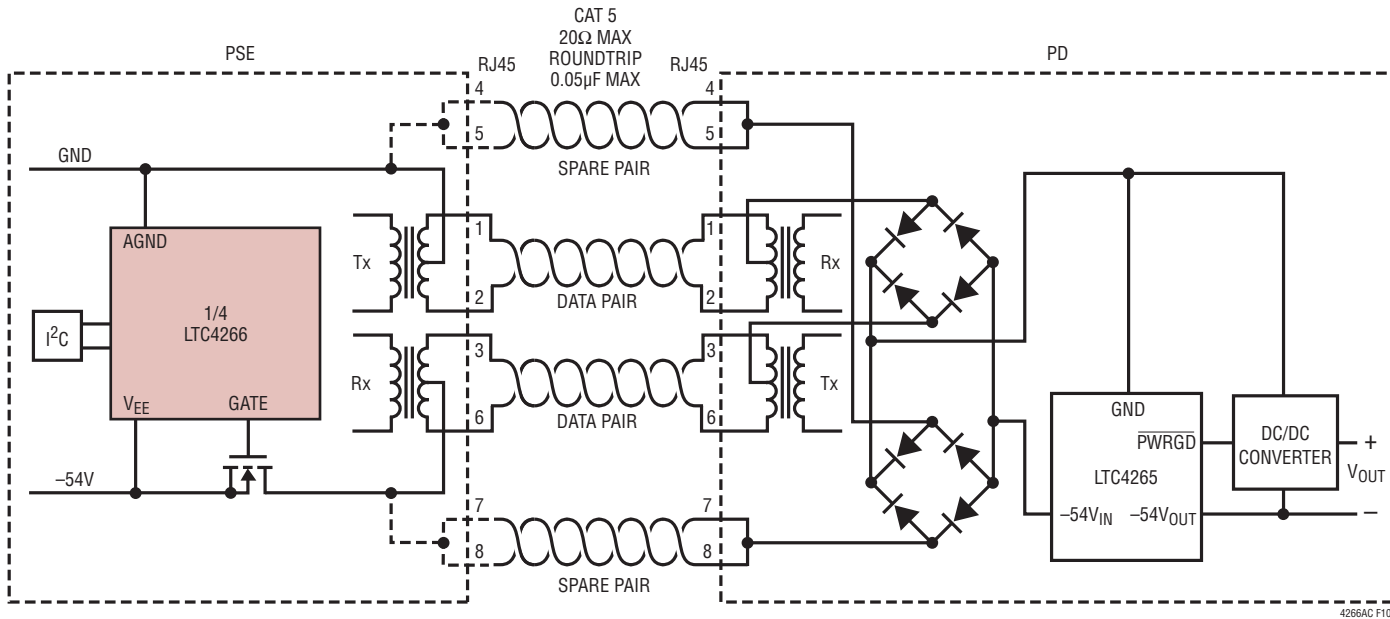 CAT 5
20Ω MAX
ROUNDTRIP
0.05µF MAX
PSE
PD
RJ45
RJ45
4
4
5
5
SPARE PAIR
GND
AGND
1/4
LTC4266
I²C
VEE
GATE
–54V
Tx
Rx
1
1
2
2
DATA PAIR
Rx
Tx
3
3
6
6
DATA PAIR
7
7
8
8
SPARE PAIR
GND
PWRGD
LTC4265
–54VIN
–54VOUT
DC/DC
CONVERTER
+
VOUT
–
4266AC F10